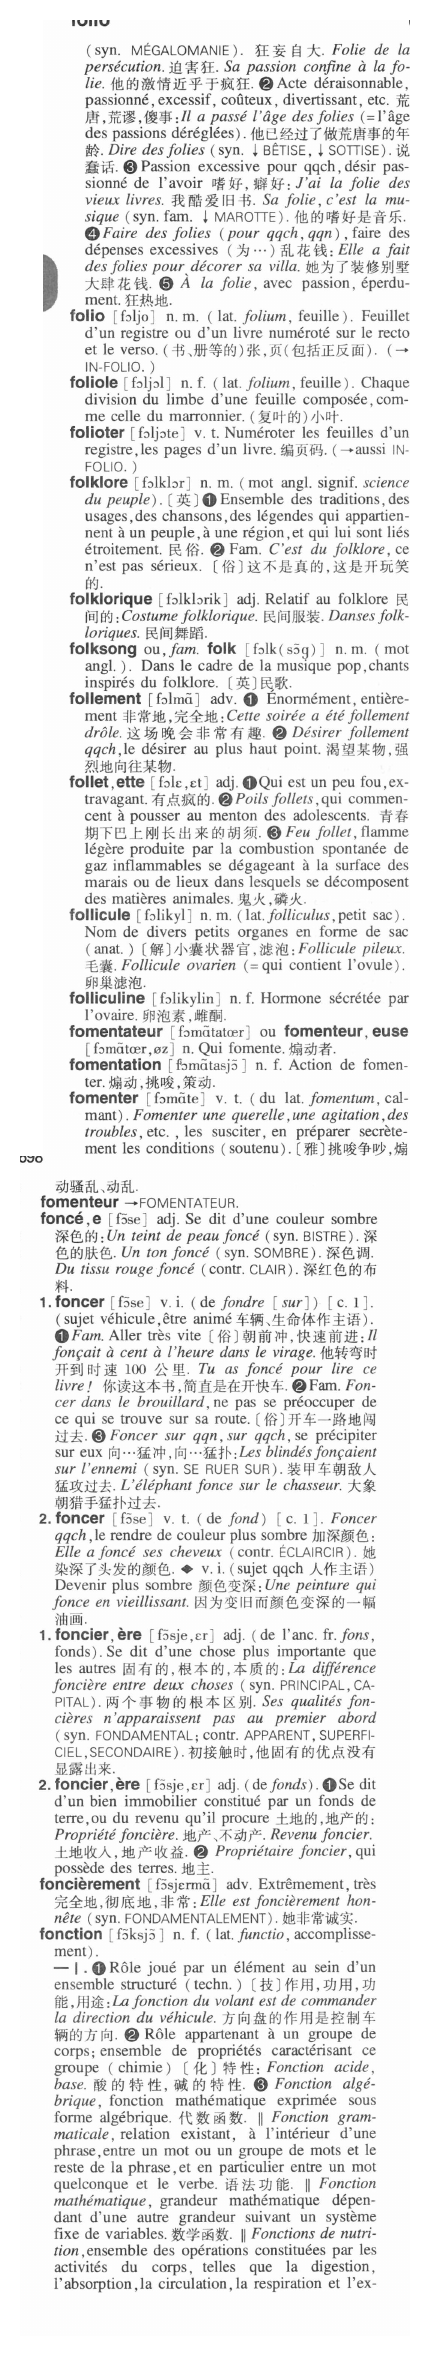 folio
(syn. MÉGALOMANIE). 狂妄自大. Folie de la
persécution. 迫害狂. Sa passion confine à la fo-
lie. 他的激情近乎于疯狂. ❷ Acte déraisonnable,
passionné, excessif, coûteux, divertissant, etc. 荒
唐,荒谬,傻事:Il a passé l'âge des folies (=l'âge
des passions déréglées). 他已经过了做荒唐事的年
龄. Dire des folies (syn. ↓BÊTISE, ↓SOTTISE). 说
蠢话. ❸ Passion excessive pour qqch, désir pas-
sionné de l'avoir 嗜好,癖好: J'ai la folie des
vieux livres. 我酷爱旧书. Sa folie, c'est la mu-
sique (syn. fam. ↓MAROTTE). 他的嗜好是音乐.
❹ Faire des folies (pour qqch, qqn), faire des
dépenses excessives (为…)乱花钱: Elle a fait
des folies pour décorer sa villa. 她为了装修别墅
大肆花钱. ❺ À la folie, avec passion, éperdu-
ment. 狂热地.
folio [fɔljo] n. m. (lat. folium, feuille). Feuillet
d'un registre ou d'un livre numéroté sur le recto
et le verso. (书、册等的)张,页(包括正反面). (→
IN-FOLIO.)
foliole [fɔljɔl] n. f. (lat. folium, feuille). Chaque
division du limbe d'une feuille composée, com-
me celle du marronnier. (复叶的)小叶.
folioter [fɔljɔte] v. t. Numéroter les feuilles d'un
registre, les pages d'un livre. 编页码. (→aussi IN-
FOLIO.)
folklore [fɔlklɔr] n. m. (mot angl. signif. science
du peuple). [英] ❶ Ensemble des traditions, des
usages, des chansons, des légendes qui appartien-
nent à un peuple, à une région, et qui lui sont liés
étroitement. 民俗. ❷ Fam. C'est du folklore, ce
n'est pas sérieux. [俗]这不是真的,这是开玩笑
的.
folklorique [fɔlklɔrik] adj. Relatif au folklore 民
间的:Costume folklorique. 民间服装. Danses folk-
loriques. 民间舞蹈.
folksong ou, fam. folk [fɔlk(sɔ̃g)] n. m. (mot
angl.). Dans le cadre de la musique pop, chants
inspirés du folklore. [英]民歌.
follement [fɔlmɑ̃] adv. ❶ Énormément, entière-
ment 非常地,完全地:Cette soirée a été follement
drôle. 这场晚会非常有趣. ❷ Désirer follement
qqch, le désirer au plus haut point. 渴望某物,强
烈地向往某物.
follet, ette [fɔlɛ, ɛt] adj. ❶ Qui est un peu fou, ex-
travagant. 有点疯的. ❷ Poils follets, qui commen-
cent à pousser au menton des adolescents. 青春
期下巴上刚长出来的胡须. ❸ Feu follet, flamme
légère produite par la combustion spontanée de
gaz inflammables se dégageant à la surface des
marais ou de lieux dans lesquels se décomposent
des matières animales. 鬼火,磷火.
follicule [fɔlikyl] n. m. (lat. folliculus, petit sac).
Nom de divers petits organes en forme de sac
(anat.) [解]小囊状器官,滤泡:Follicule pileux.
毛囊. Follicule ovarien (= qui contient l'ovule).
卵巢滤泡.
folliculine [fɔlikylin] n. f. Hormone sécrétée par
l'ovaire. 卵泡素,雌酮.
fomentateur [fɔmɑ̃tatœr] ou fomenteur, euse
[fɔmɑ̃tœr, øz] n. Qui fomente. 煽动者.
fomentation [fɔmɑ̃tasjɔ̃] n. f. Action de fomen-
ter. 煽动,挑唆,策动.
fomenter [fɔmɑ̃te] v. t. (du lat. fomentum, cal-
mant). Fomenter une querelle, une agitation, des
troubles, etc., les susciter, en préparer secrète-
ment les conditions (soutenu). [雅]挑唆争吵,煽
动骚乱、动乱.
fomenteur →FOMENTATEUR.
foncé, e [fɔ̃se] adj. Se dit d'une couleur sombre
深色的:Un teint de peau foncé (syn. BISTRE). 深
色的肤色. Un ton foncé (syn. SOMBRE). 深色调.
Du tissu rouge foncé (contr. CLAIR). 深红色的布
料.
1. foncer [fɔ̃se] v. i. (de fondre [sur]) [c. 1].
(sujet véhicule, être animé 车辆、生命体作主语).
❶ Fam. Aller très vite [俗]朝前冲,快速前进:Il
fonçait à cent à l'heure dans le virage. 他转弯时
开到时速 100 公里. Tu as foncé pour lire ce
livre! 你读这本书,简直是在开快车. ❷ Fam. Fon-
cer dans le brouillard, ne pas se préoccuper de
ce qui se trouve sur sa route. [俗]开车一路地闯
过去. ❸ Foncer sur qqn, sur qqch, se précipiter
sur eux 向…猛冲,向…猛扑:Les blindés fonçaient
sur l'ennemi (syn. SE RUER SUR). 装甲车朝敌人
猛攻过去. L'éléphant fonce sur le chasseur. 大象
朝猎手猛扑过去.
2. foncer [fɔ̃se] v. t. (de fond) [c. 1]. Foncer
qqch, le rendre de couleur plus sombre 加深颜色:
Elle a foncé ses cheveux (contr. ÉCLAIRCIR). 她
染深了头发的颜色. ◆ v. i. (sujet qqch 人作主语)
Devenir plus sombre 颜色变深:Une peinture qui
fonce en vieillissant. 因为变旧而颜色变深的一幅
油画.
1. foncier, ère [fɔ̃sje, ɛr] adj. (de l'anc. fr. fons,
fonds). Se dit d'une chose plus importante que
les autres 固有的,根本的,本质的:La différence
foncière entre deux choses (syn. PRINCIPAL, CA-
PITAL). 两个事物的根本区别. Ses qualités fon-
cières n'apparaissent pas au premier abord
(syn. FONDAMENTAL; contr. APPARENT, SUPERFI-
CIEL, SECONDAIRE). 初接触时,他固有的优点没有
显露出来.
2. foncier, ère [fɔ̃sje, ɛr] adj. (de fonds). ❶ Se dit
d'un bien immobilier constitué par un fonds de
terre, ou du revenu qu'il procure 土地的,地产的:
Propriété foncière. 地产、不动产. Revenu foncier.
土地收入,地产收益. ❷ Propriétaire foncier, qui
possède des terres. 地主.
foncièrement [fɔ̃sjɛrmɑ̃] adv. Extrêmement, très
完全地,彻底地,非常:Elle est foncièrement hon-
nête (syn. FONDAMENTALEMENT). 她非常诚实.
fonction [fɔ̃ksjɔ̃] n. f. (lat. functio, accomplisse-
ment).
— I. ❶ Rôle joué par un élément au sein d'un
ensemble structuré (techn.) [技]作用,功用,功
能,用途:La fonction du volant est de commander
la direction du véhicule. 方向盘的作用是控制车
辆的方向. ❷ Rôle appartenant à un groupe de
corps; ensemble de propriétés caractérisant ce
groupe (chimie) [化]特性: Fonction acide,
base. 酸的特性, 碱的特性. ❸ Fonction algé-
brique, fonction mathématique exprimée sous
forme algébrique. 代数函数. ‖ Fonction gram-
maticale, relation existant, à l'intérieur d'une
phrase, entre un mot ou un groupe de mots et le
reste de la phrase, et en particulier entre un mot
quelconque et le verbe. 语法功能. ‖ Fonction
mathématique, grandeur mathématique dépen-
dant d'une autre grandeur suivant un système
fixe de variables. 数学函数. ‖ Fonctions de nutri-
tion, ensemble des opérations constituées par les
activités du corps, telles que la digestion,
l'absorption, la circulation, la respiration et l'ex-